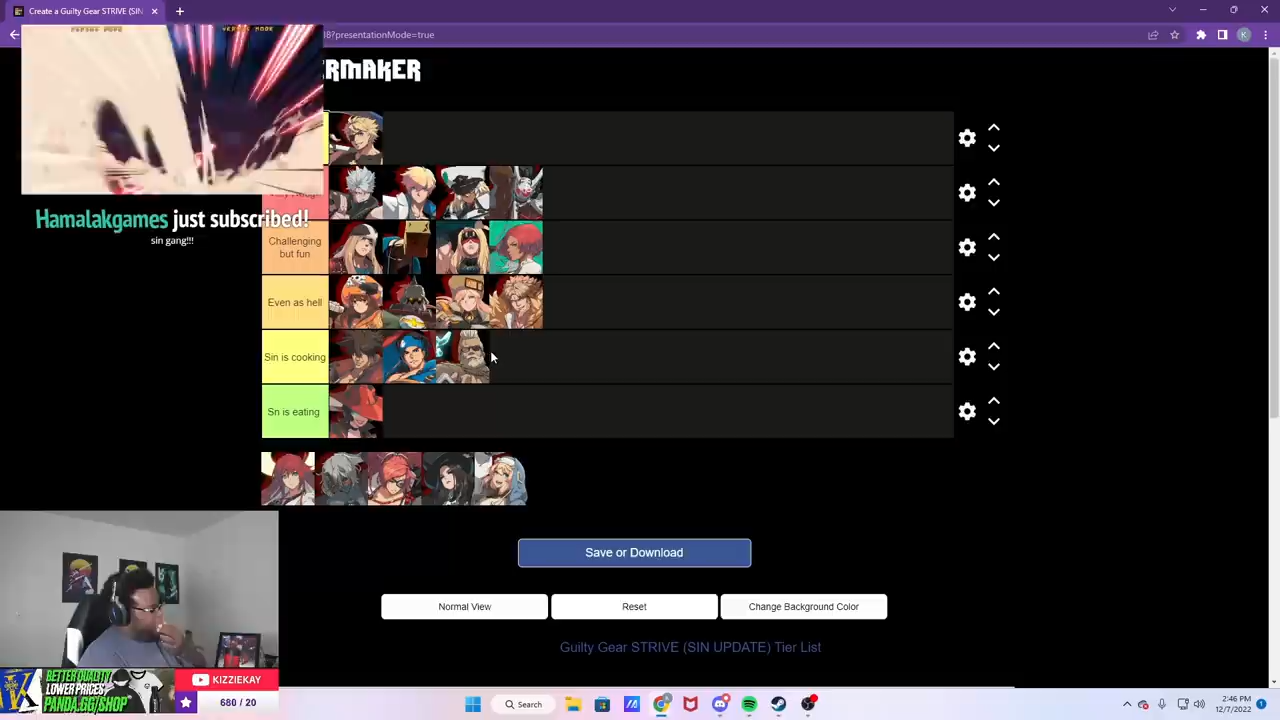 Create a Guilty Gear STRIVE (SIN
88?presentationMode=true
K
VERSUS MODE
RMAKER
Hamalakgames just subscribed!
sin gang!!!
Challenging
but fun
Even as hell
Sin is cooking
Sn is eating
Save or Download
Normal View
Reset
Change Background Color
Guilty Gear STRIVE (SIN UPDATE) Tier List
BETTER QUALITY
LOWER PRICES
PANDA.GG/SHOP
KIZZIEKAY
680 / 20
Search
2:46 PM
12/7/2022